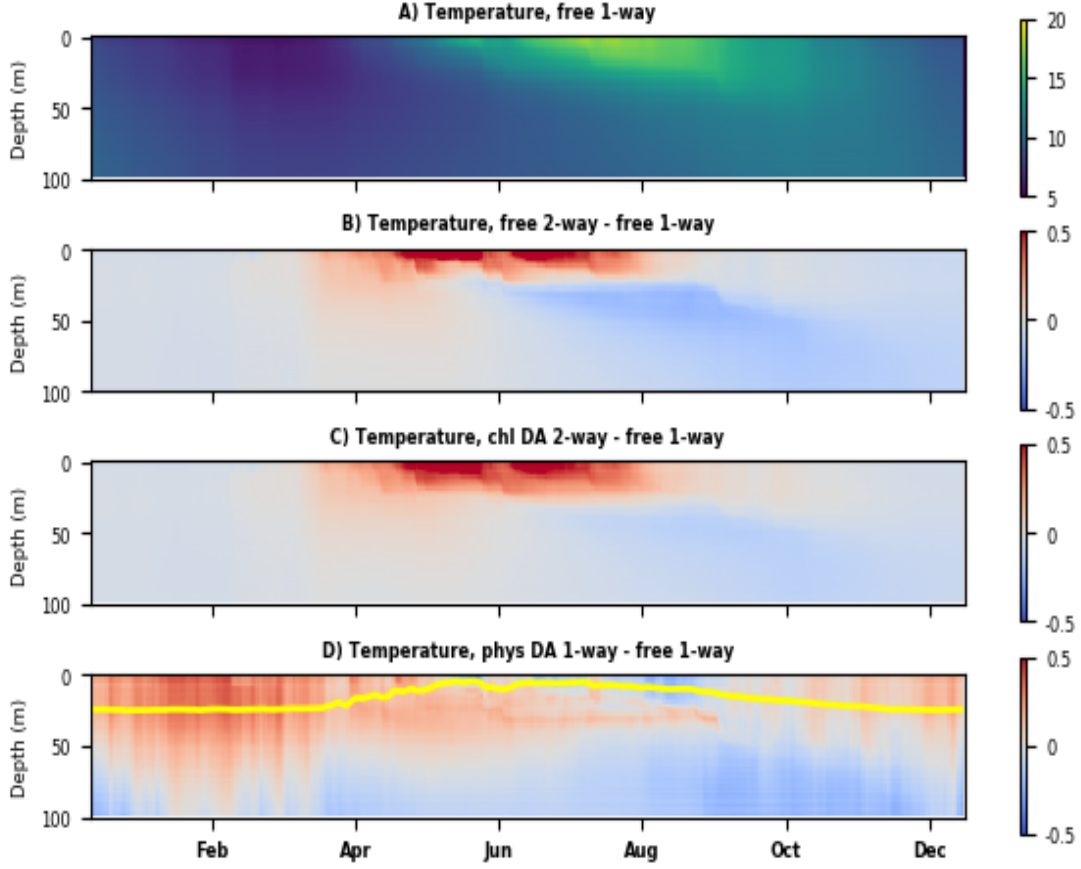 A) Temperature, free 1-way
0
50
100
Depth (m)
20
15
10
5
B) Temperature, free 2-way - free 1-way
0
50
100
Depth (m)
0.5
0
-0.5
C) Temperature, chl DA 2-way - free 1-way
0
50
100
Depth (m)
0.5
0
-0.5
D) Temperature, phys DA 1-way - free 1-way
0
50
100
Depth (m)
0.5
0
-0.5
Feb Apr Jun Aug Oct Dec